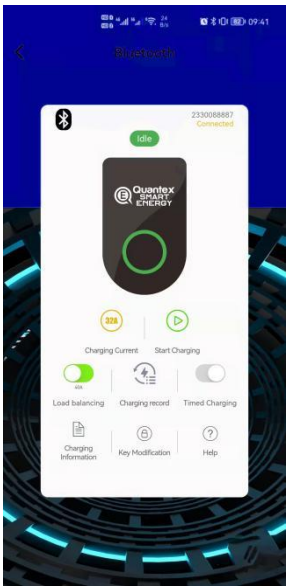 24
B/s
09:41
Bluetooth
2330088887
Connected
Idle
Quantex
SMART
ENERGY
32A
Charging Current
Start Charging
Load balancing
Charging record
Timed Charging
Charging
Information
Key Modification
Help